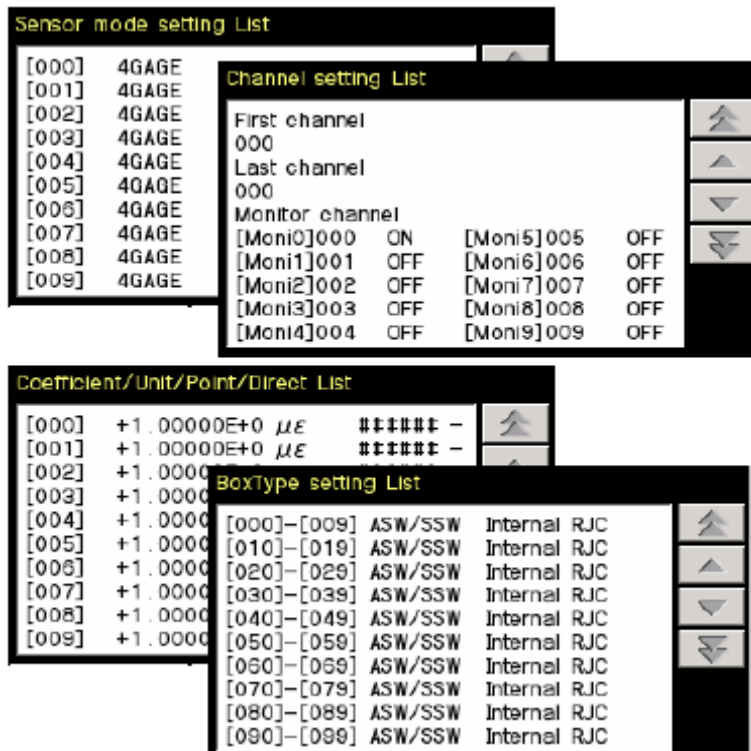 Sensor mode setting List
[000] 4GAGE
[001] 4GAGE
[002] 4GAGE
[003] 4GAGE
[004] 4GAGE
[005] 4GAGE
[006] 4GAGE
[007] 4GAGE
[008] 4GAGE
[009] 4GAGE
Channel setting List
First channel
000
Last channel
000
Monitor channel
[Moni0]000 ON [Moni5]005 OFF
[Moni1]001 OFF [Moni6]006 OFF
[Moni2]002 OFF [Moni7]007 OFF
[Moni3]003 OFF [Moni8]008 OFF
[Moni4]004 OFF [Moni9]009 OFF
Coefficient/Unit/Point/Direct List
[000] +1.00000E+0 με ###### -
[001] +1.00000E+0 με ###### -
[002] +1.0000
[003] +1.0000
[004] +1.0000
[005] +1.0000
[006] +1.0000
[007] +1.0000
[008] +1.0000
[009] +1.0000
BoxType setting List
[000]-[009] ASW/SSW Internal RJC
[010]-[019] ASW/SSW Internal RJC
[020]-[029] ASW/SSW Internal RJC
[030]-[039] ASW/SSW Internal RJC
[040]-[049] ASW/SSW Internal RJC
[050]-[059] ASW/SSW Internal RJC
[060]-[069] ASW/SSW Internal RJC
[070]-[079] ASW/SSW Internal RJC
[080]-[089] ASW/SSW Internal RJC
[090]-[099] ASW/SSW Internal RJC